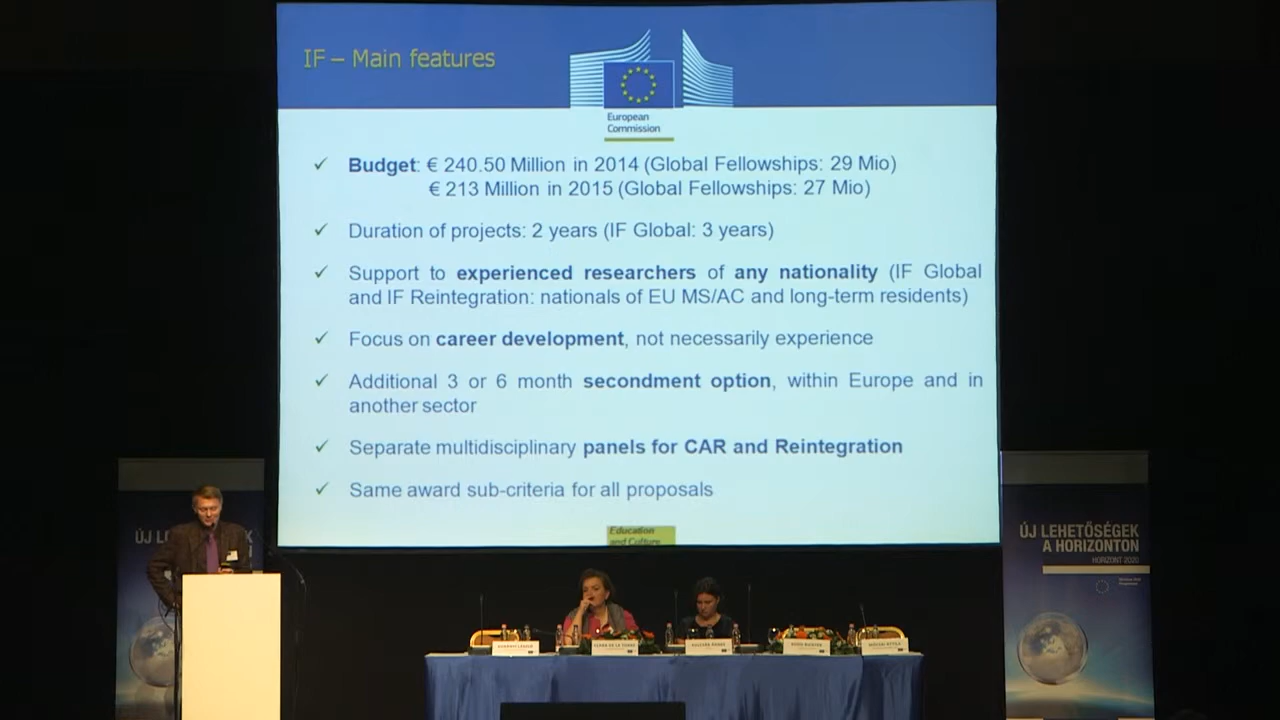 IF – Main features
European
Commission
✓ Budget: € 240.50 Million in 2014 (Global Fellowships: 29 Mio)
€ 213 Million in 2015 (Global Fellowships: 27 Mio)
✓ Duration of projects: 2 years (IF Global: 3 years)
✓ Support to experienced researchers of any nationality (IF Global
and IF Reintegration: nationals of EU MS/AC and long-term residents)
✓ Focus on career development, not necessarily experience
✓ Additional 3 or 6 month secondment option, within Europe and in
another sector
✓ Separate multidisciplinary panels for CAR and Reintegration
✓ Same award sub-criteria for all proposals
Education
and Culture
ÚJ L
K
ÚJ LEHETŐSÉGEK
A HORIZONTON
HORIZONT 2020